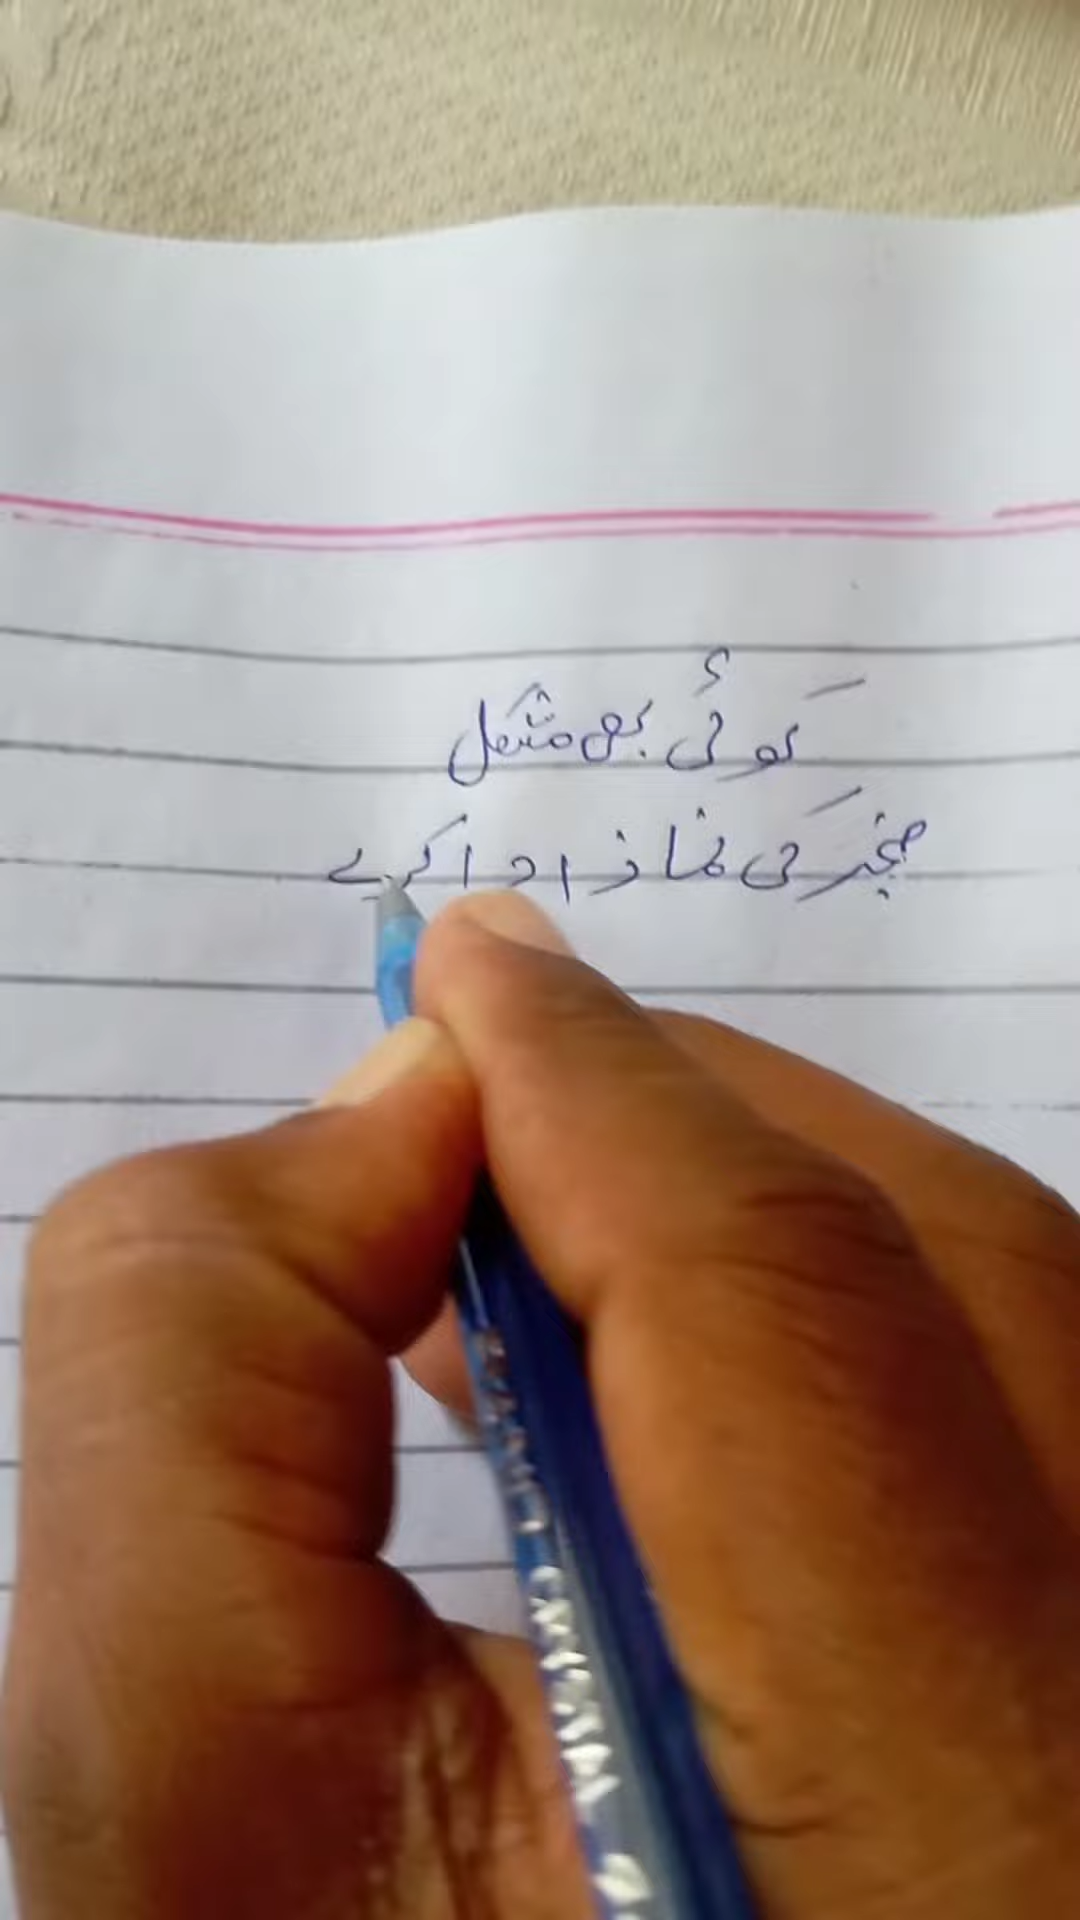 کوئی بھی مشکل
فجر کی نماز ادا کرے